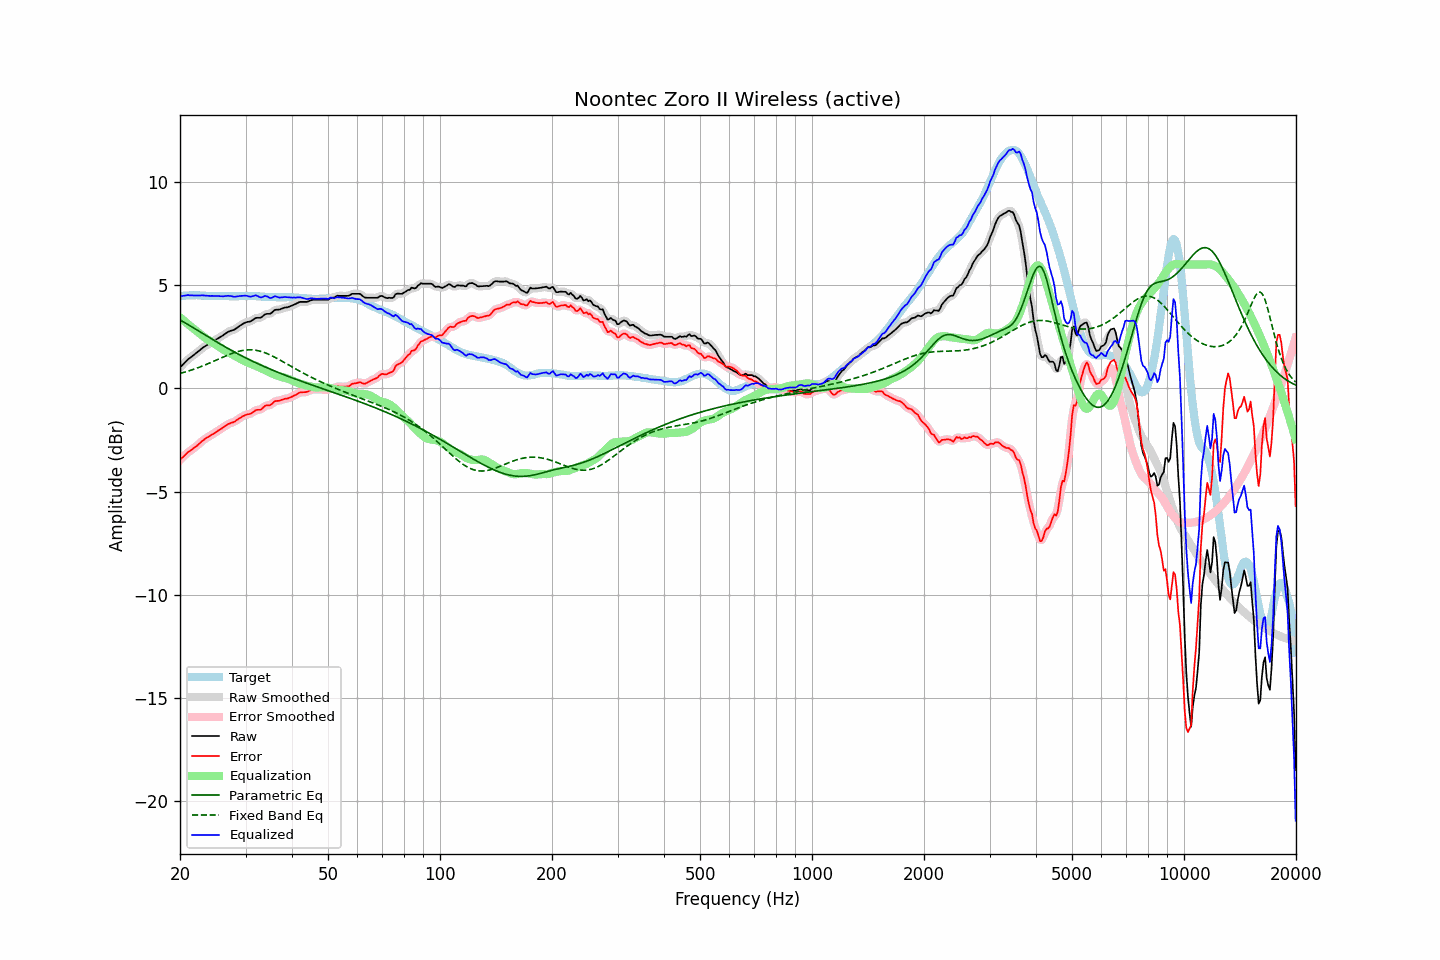 Noontec Zoro II Wireless (active)
Amplitude (dBr)
10
5
0
−5
−10
−15
−20
Target
Raw Smoothed
Error Smoothed
Raw
Error
Equalization
Parametric Eq
Fixed Band Eq
Equalized
20 50 100 200 500 1000 2000 5000 10000 20000
Frequency (Hz)